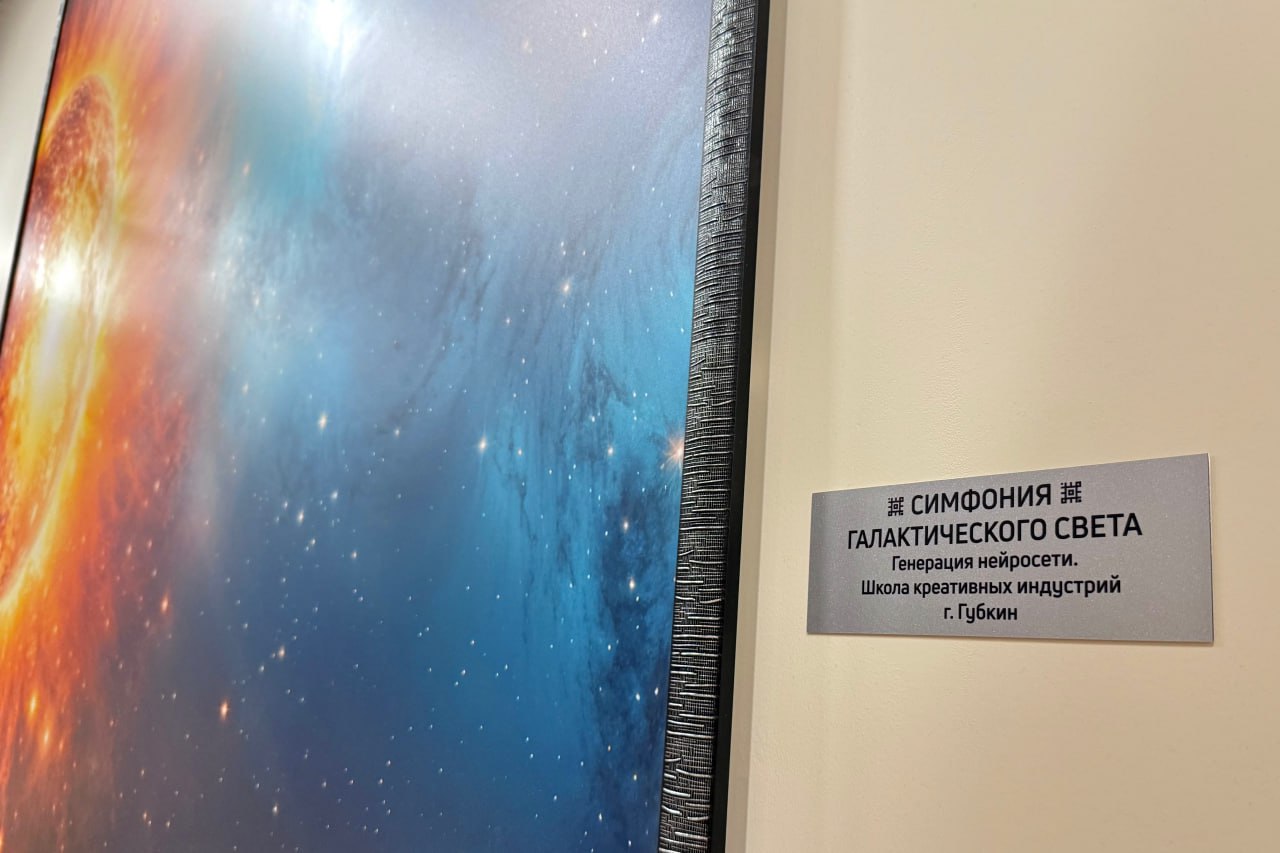 СИМФОНИЯ
ГАЛАКТИЧЕСКОГО СВЕТА
Генерация нейросети.
Школа креативных индустрий
г. Губкин